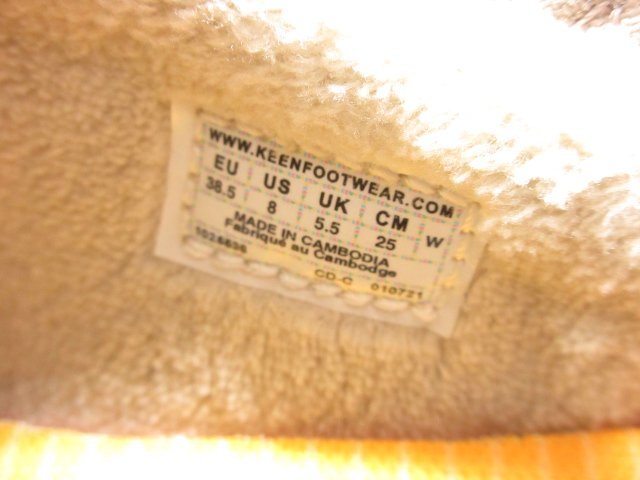 WWW.KEENFOOTWEAR.COM
EU US UK CM W
38.5 8 5.5 25
MADE IN CAMBODIA
Fabriqué au Cambodge
1026636 CD-C 010721